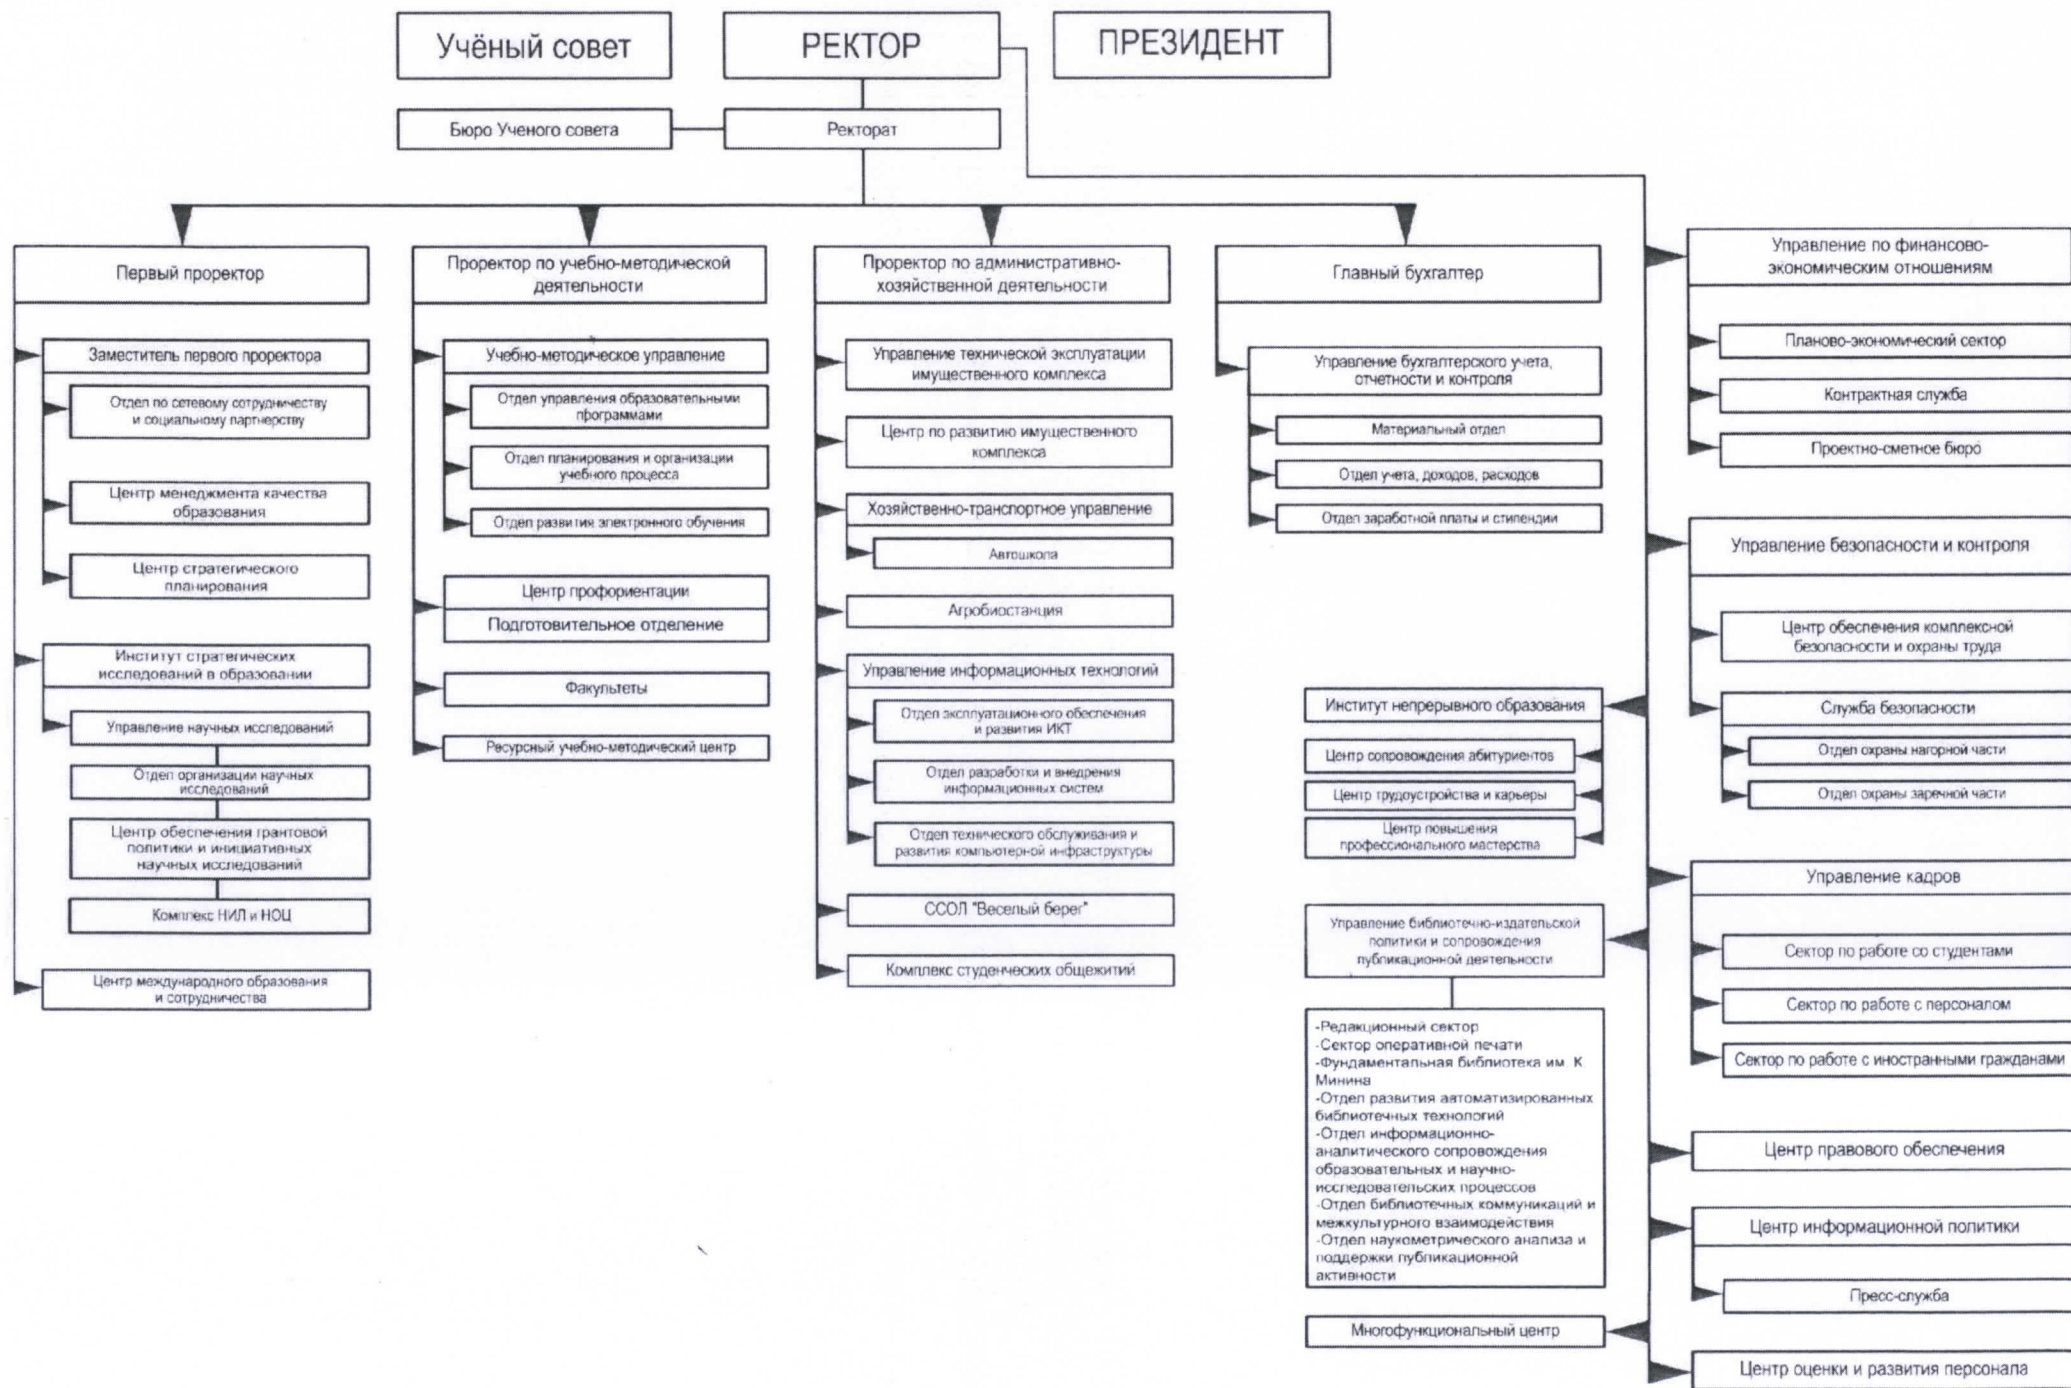 Учёный совет
РЕКТОР
ПРЕЗИДЕНТ
Бюро Ученого совета
Ректорат
Первый проректор
Заместитель первого проректора
Отдел по сетевому сотрудничеству
и социальному партнерству
Центр менеджмента качества
образования
Центр стратегического
планирования
Институт стратегических
исследований в образовании
Управление научных исследований
Отдел организации научных
исследований
Центр обеспечения грантовой
политики и инициативных
научных исследований
Комплекс НИЛ и НОЦ
Центр международного образования
и сотрудничества
Проректор по учебно-методической
деятельности
Учебно-методическое управление
Отдел управления образовательными
программами
Отдел планирования и организации
учебного процесса
Отдел развития электронного обучения
Центр профориентации
Подготовительное отделение
Факультеты
Ресурсный учебно-методический центр
Проректор по административно-
хозяйственной деятельности
Управление технической эксплуатации
имущественного комплекса
Центр по развитию имущественного
комплекса
Хозяйственно-транспортное управление
Автошкола
Агробиостанция
Управление информационных технологий
Отдел эксплуатационного обеспечения
и развития ИКТ
Отдел разработки и внедрения
информационных систем
Отдел технического обслуживания и
развития компьютерной инфраструктуры
ССОЛ "Веселый берег"
Комплекс студенческих общежитий
Главный бухгалтер
Управление бухгалтерского учета,
отчетности и контроля
Материальный отдел
Отдел учета, доходов, расходов
Отдел заработной платы и стипендии
Институт непрерывного образования
Центр сопровождения абитуриентов
Центр трудоустройства и карьеры
Центр повышения
профессионального мастерства
Управление библиотечно-издательской
политики и сопровождения
публикационной деятельности
-Редакционный сектор
-Сектор оперативной печати
-Фундаментальная библиотека им. К
Минина
-Отдел развития автоматизированных
библиотечных технологий
-Отдел информационно-
аналитического сопровождения
образовательных и научно-
исследовательских процессов
-Отдел библиотечных коммуникаций и
межкультурного взаимодействия
-Отдел наукометрического анализа и
поддержки публикационной
активности
Многофункциональный центр
Управление по финансово-
экономическим отношениям
Планово-экономический сектор
Контрактная служба
Проектно-сметное бюро
Управление безопасности и контроля
Центр обеспечения комплексной
безопасности и охраны труда
Служба безопасности
Отдел охраны нагорной части
Отдел охраны заречной части
Управление кадров
Сектор по работе со студентами
Сектор по работе с персоналом
Сектор по работе с иностранными гражданами
Центр правового обеспечения
Центр информационной политики
Пресс-служба
Центр оценки и развития персонала